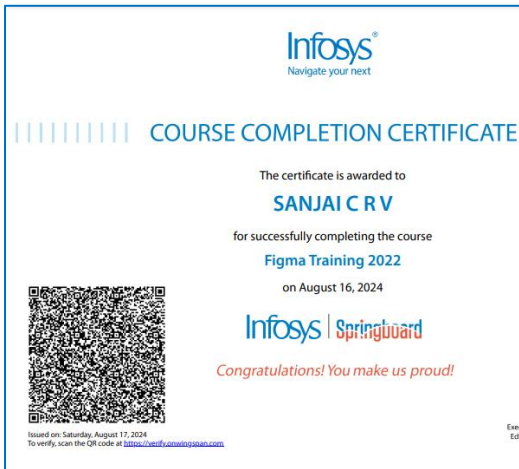 Infosys®
Navigate your next
COURSE COMPLETION CERTIFICATE
The certificate is awarded to
SANJAI C R V
for successfully completing the course
Figma Training 2022
on August 16, 2024
Infosys | Springboard
Congratulations! You make us proud!
Issued on: Saturday, August 17, 2024
To verify, scan the QR code at https://verify.onwingspan.com